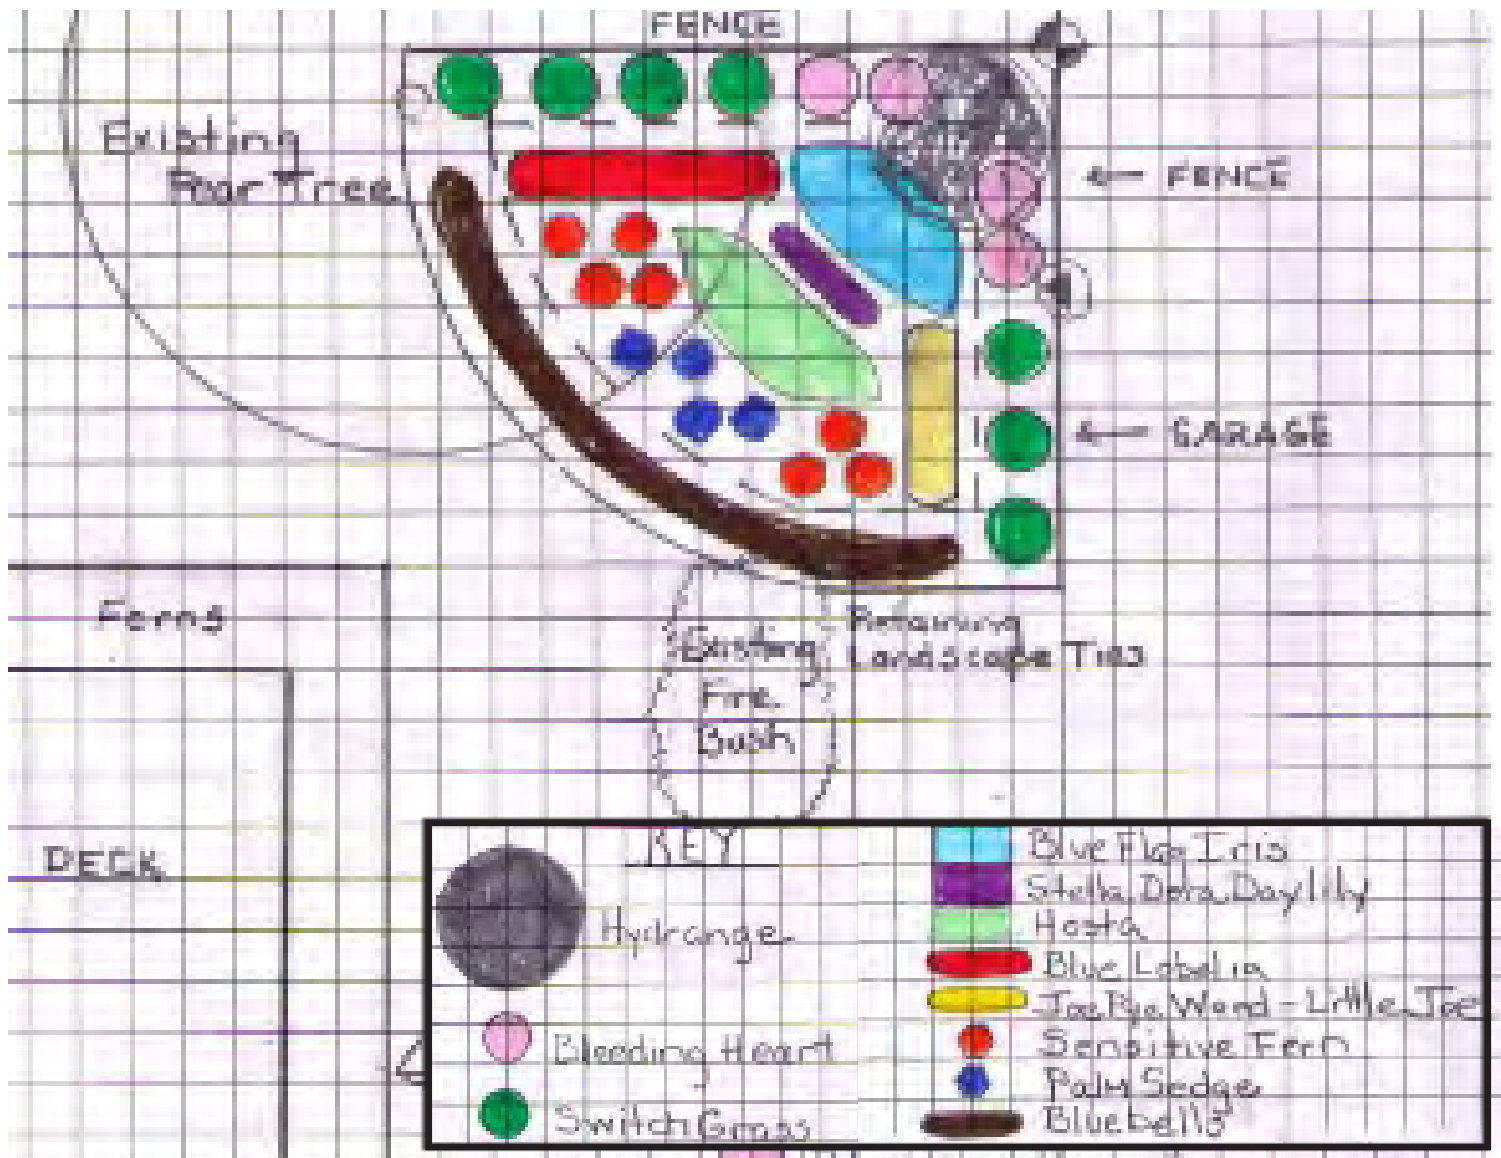 FENCE
Existing
Pear Tree
← FENCE
← GARAGE
Ferns
Retaining
Landscape Ties
Existing
Fire
Bush
DECK
KEY
Hydrange
Bleeding Heart
Switch Grass
Blue Flag Iris
Stella Dora Daylily
Hosta
Blue Lobelia
Joe Pye Weed - Little Joe
Sensitive Fern
Palm Sedge
Bluebells